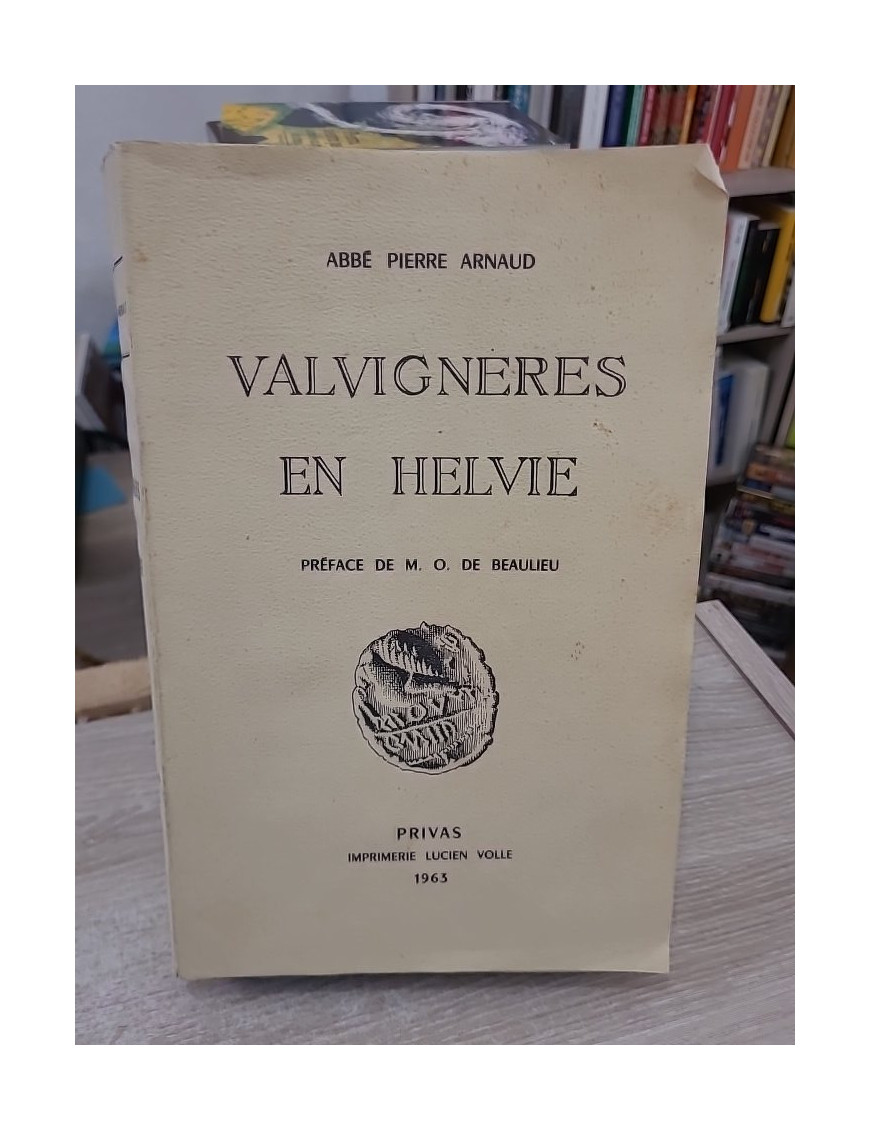 ABBÉ PIERRE ARNAUD
VALVIGNERES
EN HELVIE
PRÉFACE DE M. O. DE BEAULIEU
PRIVAS
IMPRIMERIE LUCIEN VOLLE
1963